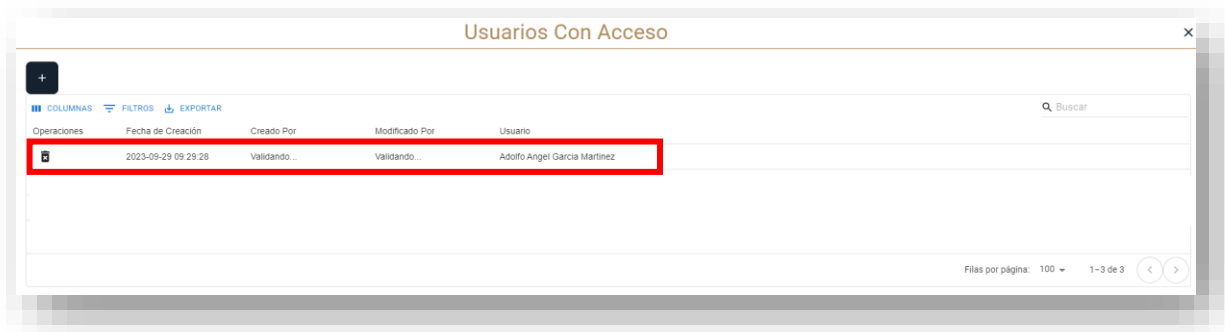 Usuarios Con Acceso ×
+
COLUMNAS FILTROS EXPORTAR Buscar
Operaciones Fecha de Creación Creado Por Modificado Por Usuario
2023-09-29 09:29:28 Validando... Validando... Adolfo Angel Garcia Martinez
Filas por página: 100 1–3 de 3